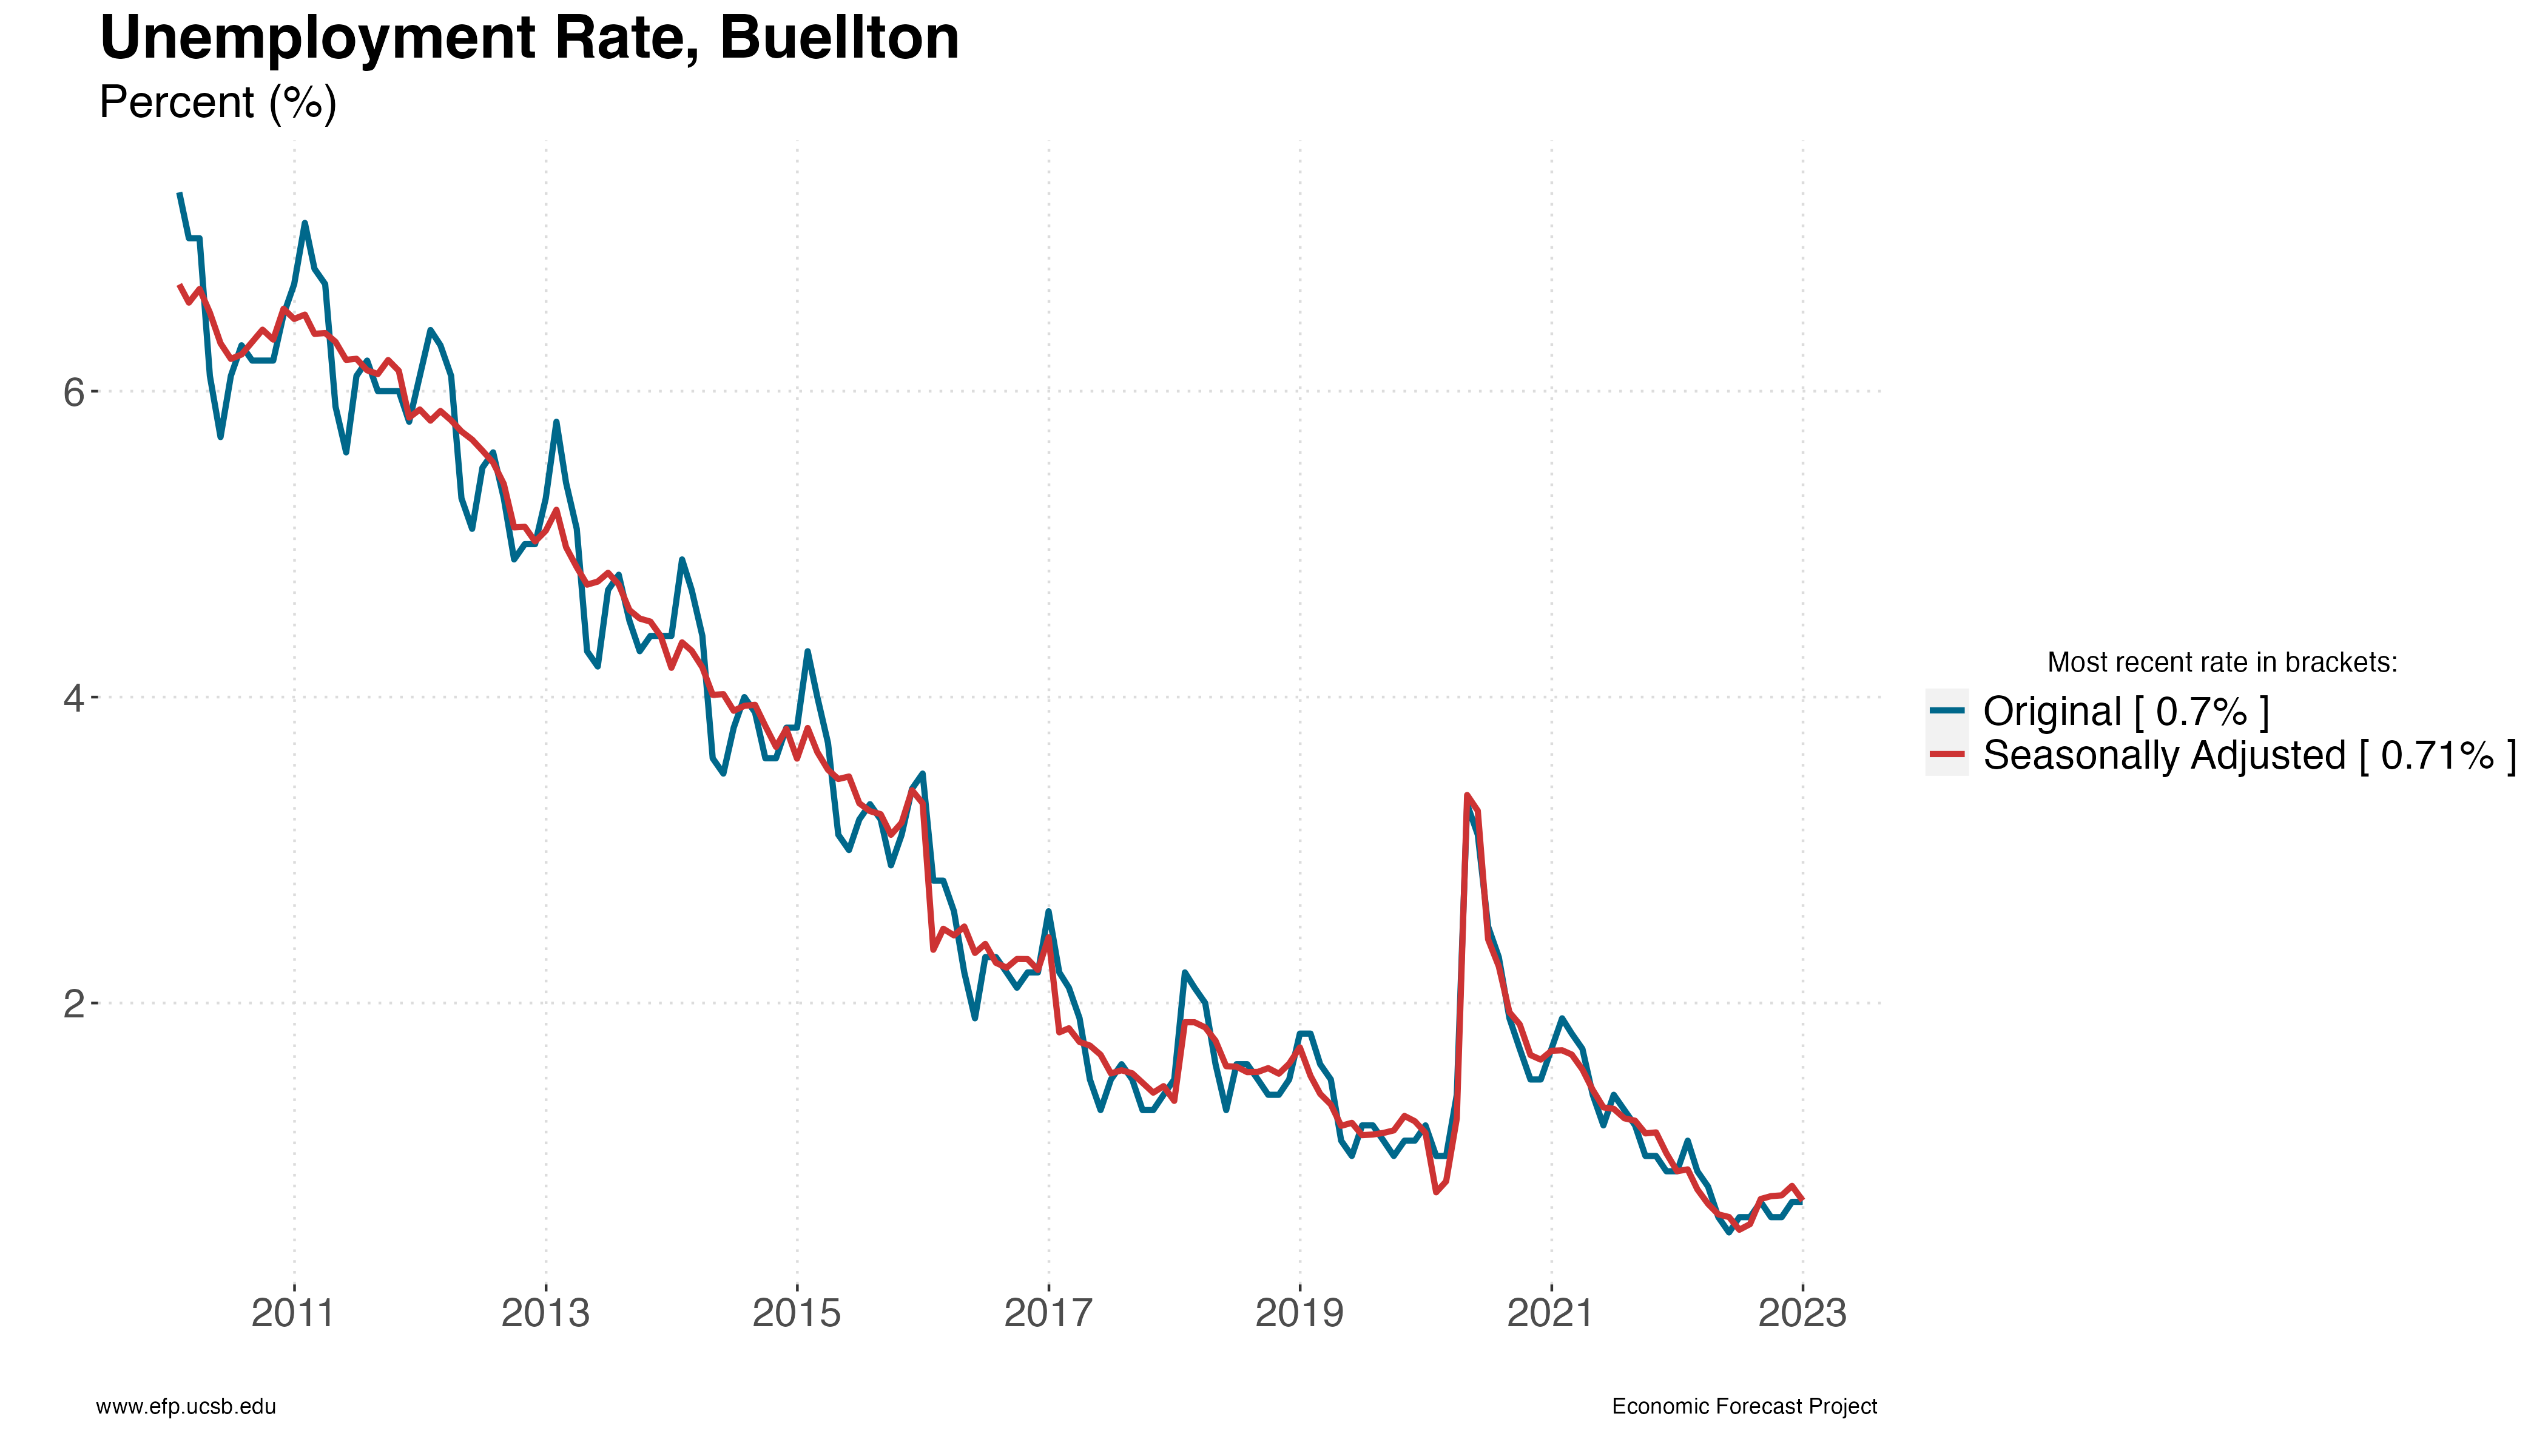 Unemployment Rate, Buellton
Percent (%)
6
4
2
2011 2013 2015 2017 2019 2021 2023
Most recent rate in brackets:
Original [ 0.7% ]
Seasonally Adjusted [ 0.71% ]
www.efp.ucsb.edu
Economic Forecast Project